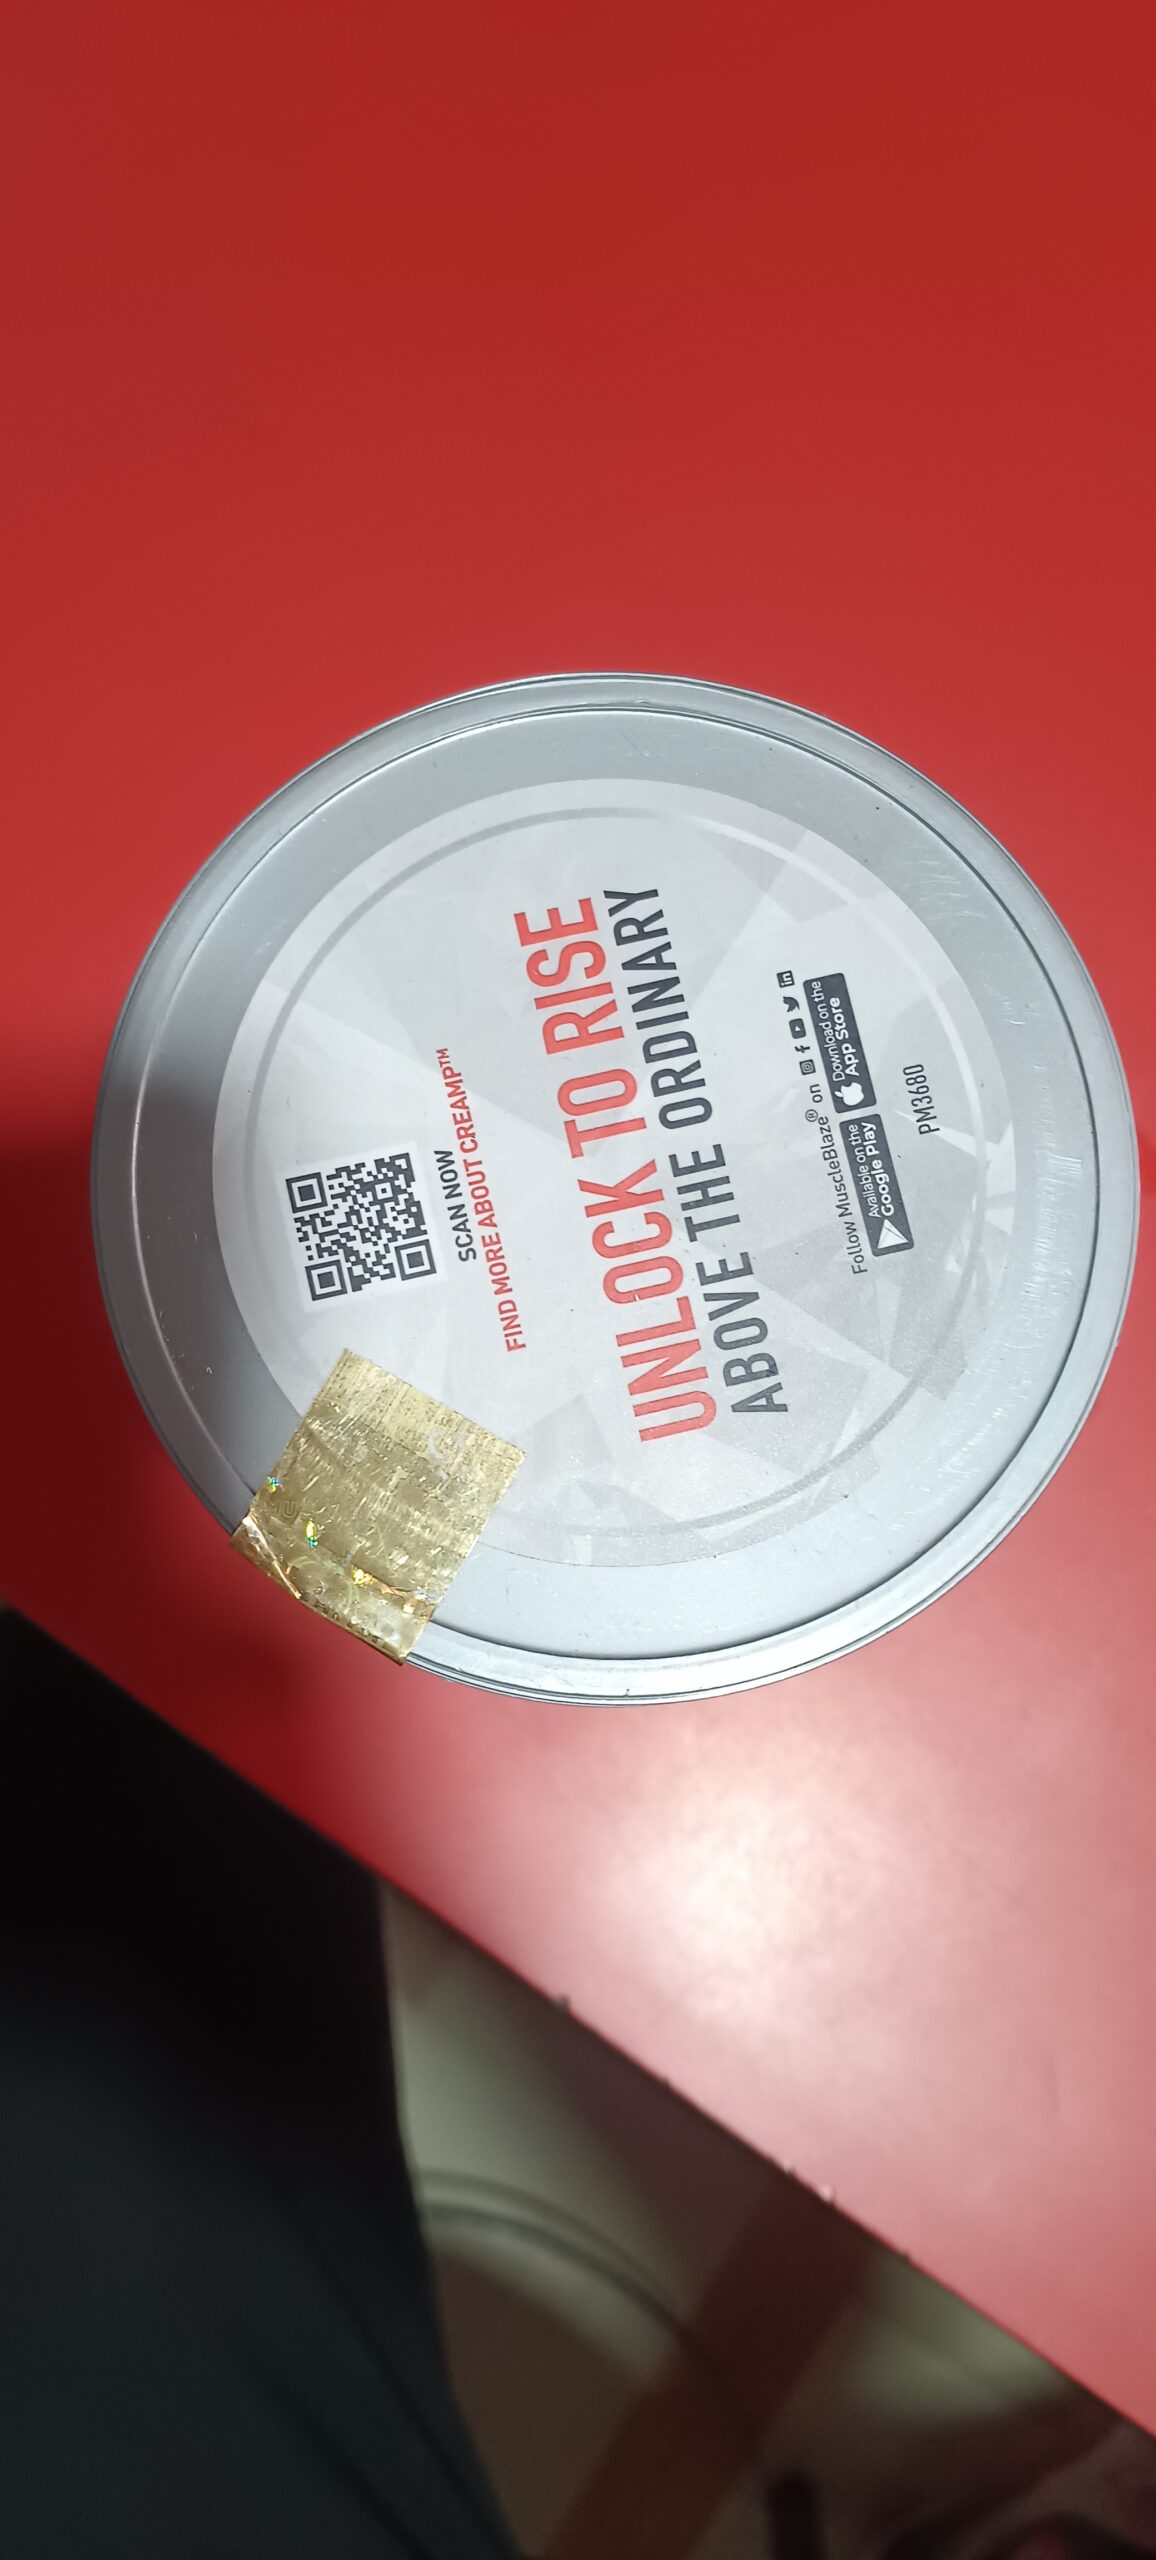 SCAN NOW
FIND MORE ABOUT CREAMP™
UNLOCK TO RISE
ABOVE THE ORDINARY
Follow MuscleBlaze® on
Available on the
Google Play
Download on the
App Store
PM3680